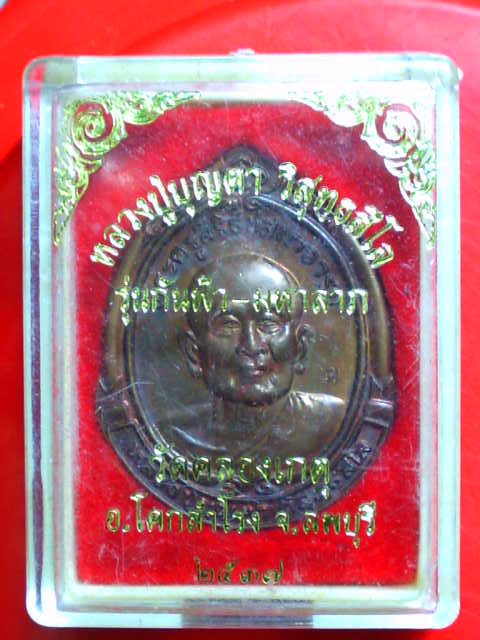 หลวงปู่บุญตา วิสุทฺธสีโล
รุ่นกันฟ้า-มหาลาภ
วัดคลองเกตุ
อ.โคกสำโรง จ.ลพบุรี
๒๕๓๗